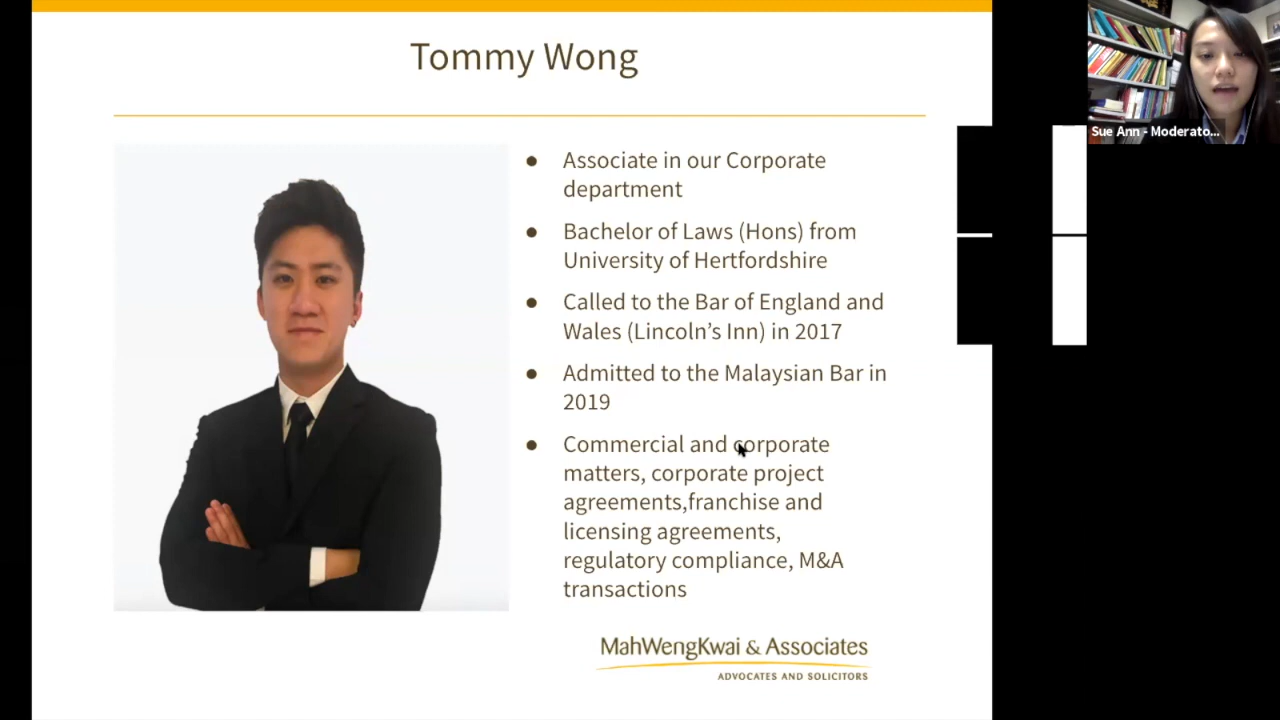 Tommy Wong
Associate in our Corporate
department
Bachelor of Laws (Hons) from
University of Hertfordshire
Called to the Bar of England and
Wales (Lincoln’s Inn) in 2017
Admitted to the Malaysian Bar in
2019
Commercial and corporate
matters, corporate project
agreements,franchise and
licensing agreements,
regulatory compliance, M&A
transactions
MahWengKwai & Associates
ADVOCATES AND SOLICITORS
Sue Ann - Moderato...